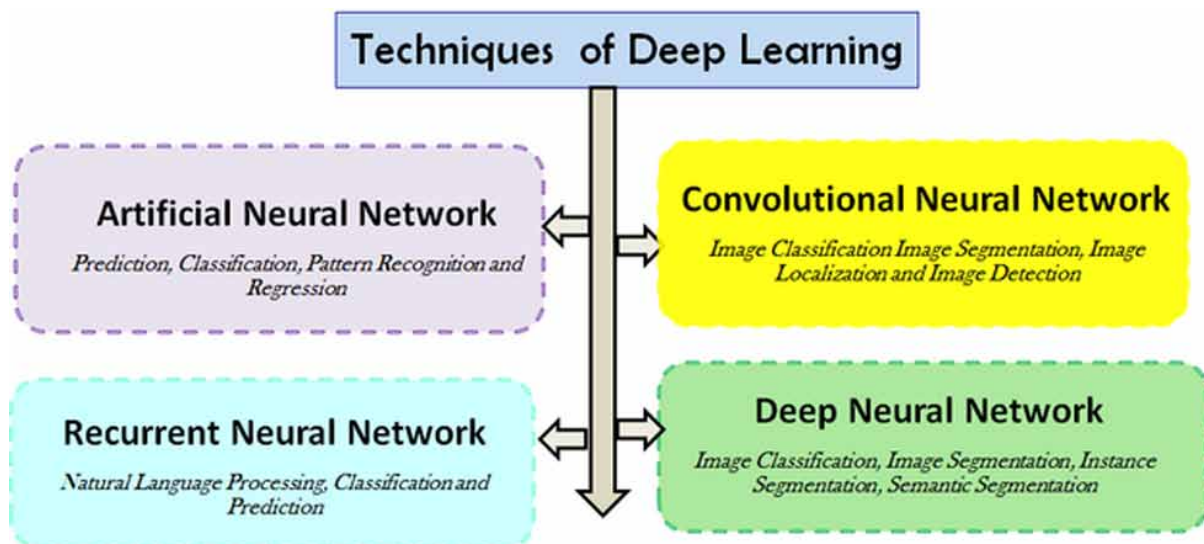 Techniques of Deep Learning
Artificial Neural Network
Prediction, Classification, Pattern Recognition and
Regression
Convolutional Neural Network
Image Classification Image Segmentation, Image
Localization and Image Detection
Recurrent Neural Network
Natural Language Processing, Classification and
Prediction
Deep Neural Network
Image Classification, Image Segmentation, Instance
Segmentation, Semantic Segmentation